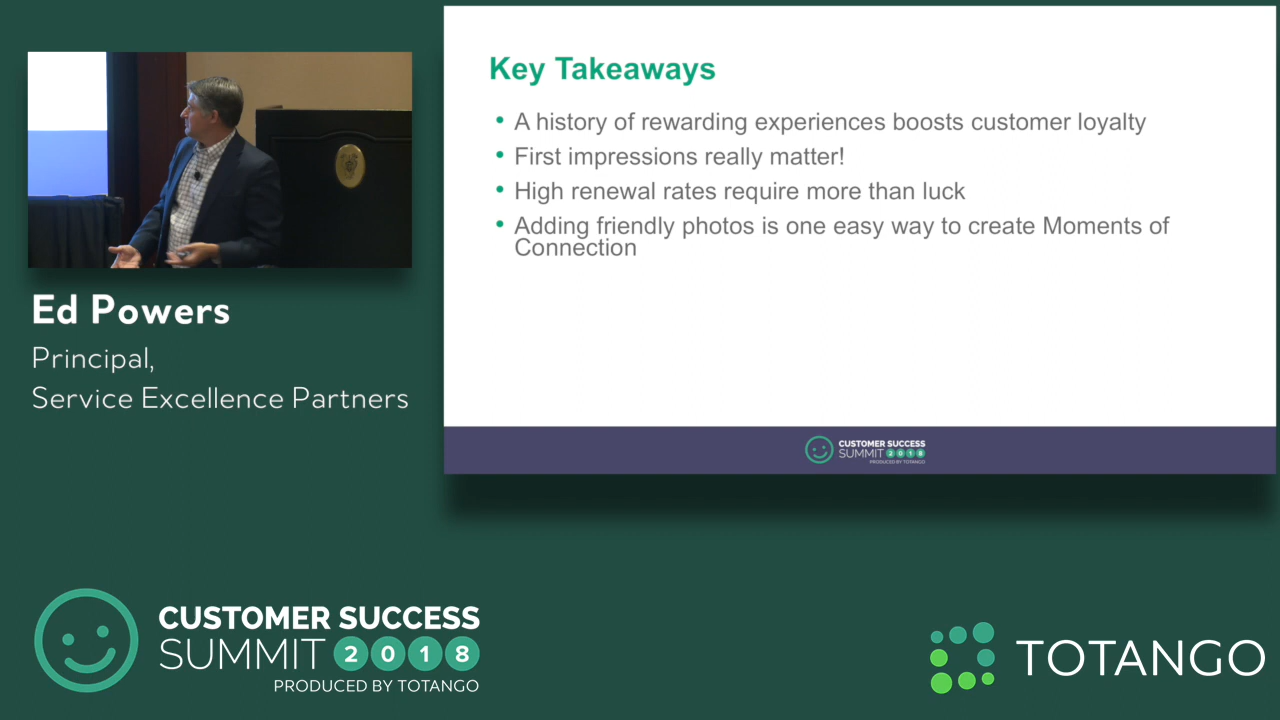 Key Takeaways
• A history of rewarding experiences boosts customer loyalty
• First impressions really matter!
• High renewal rates require more than luck
• Adding friendly photos is one easy way to create Moments of
Connection
CUSTOMER SUCCESS
SUMMIT 2018
PRODUCED BY TOTANGO
Ed Powers
Principal,
Service Excellence Partners
CUSTOMER SUCCESS
SUMMIT 2018
PRODUCED BY TOTANGO
TOTANGO